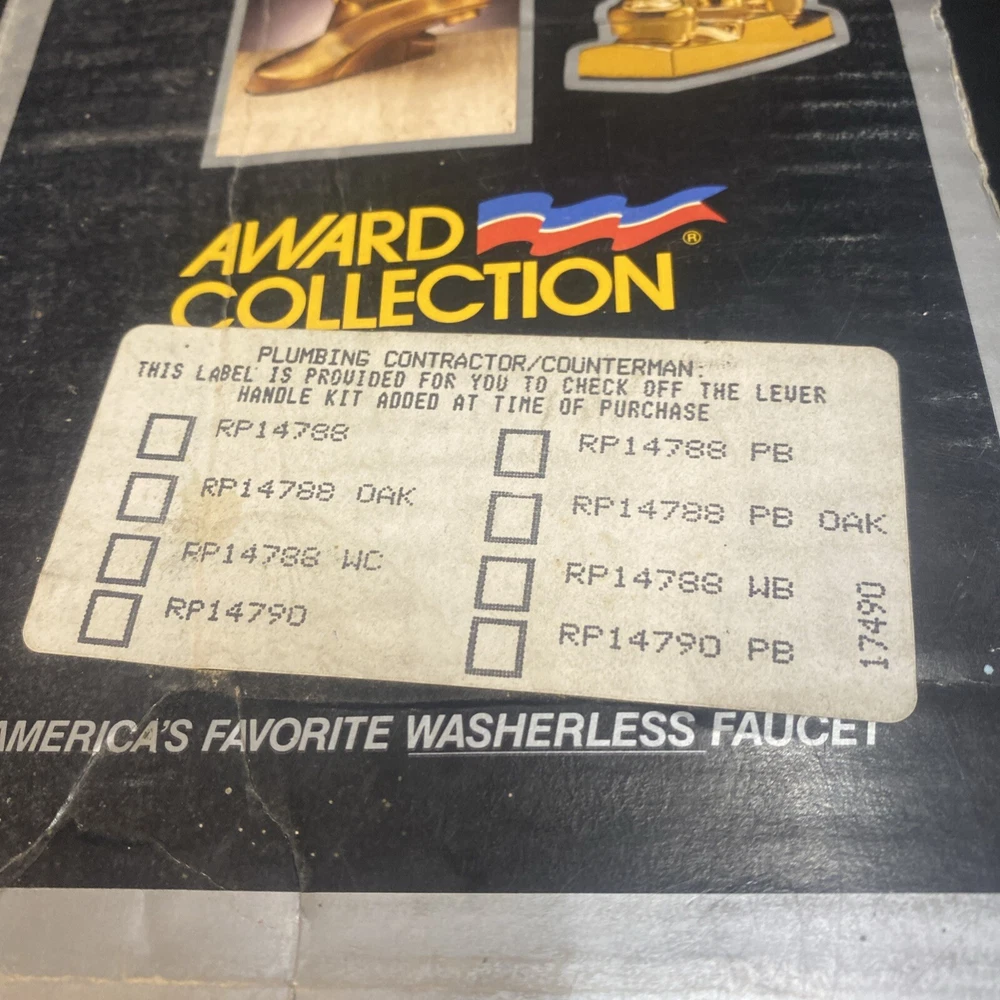 AWARD
COLLECTION
®
PLUMBING CONTRACTOR/COUNTERMAN:
THIS LABEL IS PROVIDED FOR YOU TO CHECK OFF THE LEVER
HANDLE KIT ADDED AT TIME OF PURCHASE
RP14788
RP14788 OAK
RP14788 WC
RP14790
RP14788 PB
RP14788 PB OAK
RP14788 WB
RP14790 PB
17490
AMERICA'S FAVORITE WASHERLESS FAUCET